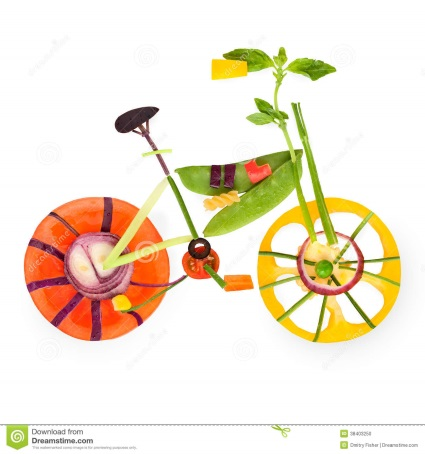 Download from
Dreamstime.com
This watermarked comp image is for previewing purposes only.
38403256
Dmitry Fisher | Dreamstime.com